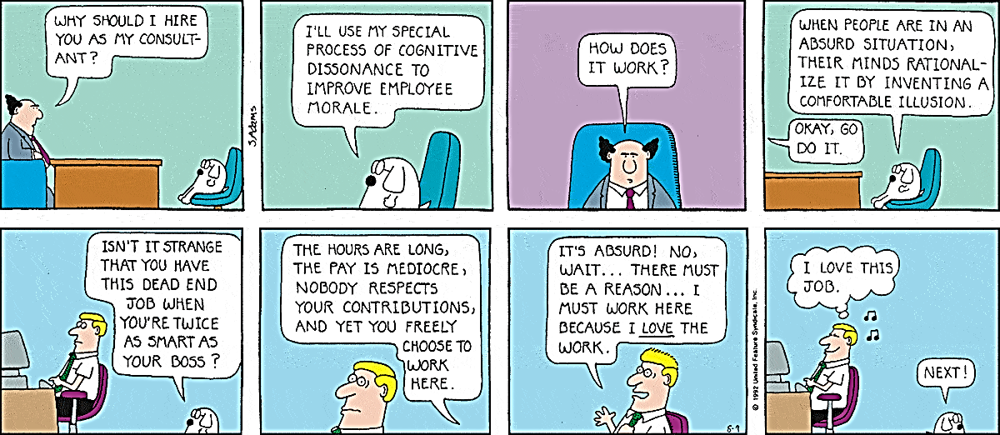 WHY SHOULD I HIRE
YOU AS MY CONSULT-
ANT?
S.ADAMS
I'LL USE MY SPECIAL
PROCESS OF COGNITIVE
DISSONANCE TO
IMPROVE EMPLOYEE
MORALE.
HOW DOES
IT WORK?
WHEN PEOPLE ARE IN AN
ABSURD SITUATION,
THEIR MINDS RATIONAL-
IZE IT BY INVENTING A
COMFORTABLE ILLUSION.
OKAY, GO
DO IT.
ISN'T IT STRANGE
THAT YOU HAVE
THIS DEAD END
JOB WHEN
YOU'RE TWICE
AS SMART AS
YOUR BOSS?
THE HOURS ARE LONG,
THE PAY IS MEDIOCRE,
NOBODY RESPECTS
YOUR CONTRIBUTIONS,
AND YET YOU FREELY
CHOOSE TO
WORK
HERE.
IT'S ABSURD! NO,
WAIT... THERE MUST
BE A REASON... I
MUST WORK HERE
BECAUSE I LOVE THE
WORK.
5-9
© 1992 United Feature Syndicate, Inc.
I LOVE THIS
JOB.
NEXT!